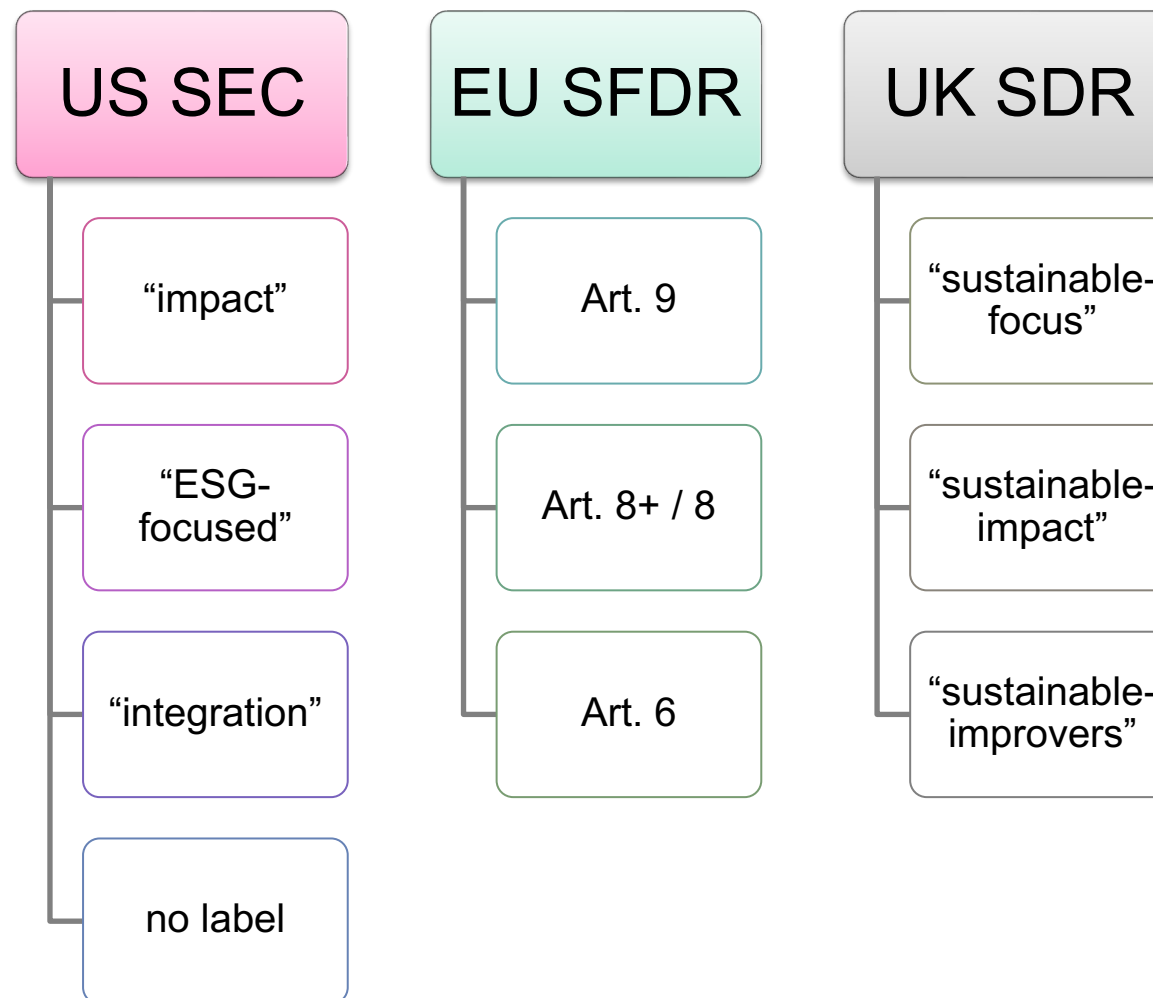 US SEC
“impact”
“ESG-
focused”
“integration”
no label
EU SFDR
Art. 9
Art. 8+ / 8
Art. 6
UK SDR
“sustainable-
focus”
“sustainable-
impact”
“sustainable-
improvers”